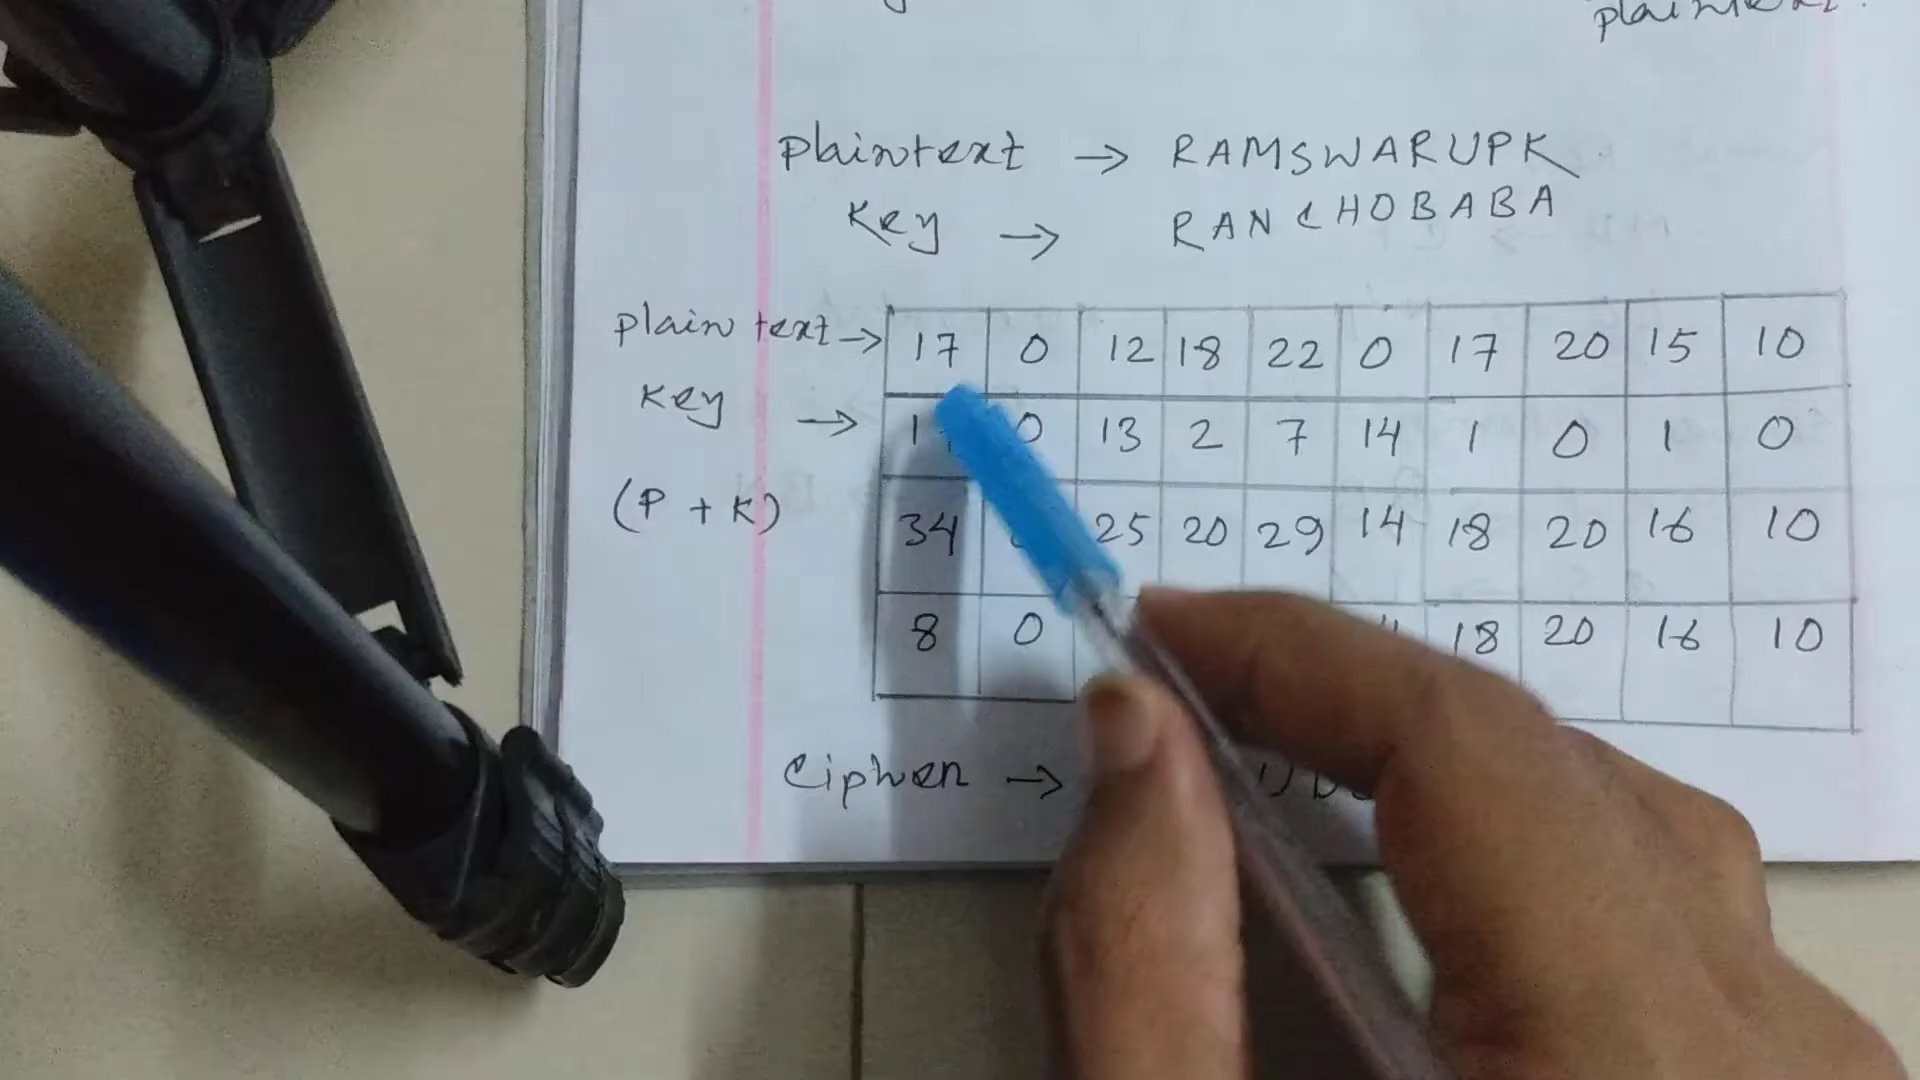 plaintext.
Plaintext → RAMSWARUPK
Key → RANCHOBABA
plain text → 17 0 12 18 22 0 17 20 15 10
Key → 0 13 2 7 14 1 0 1 0
(P + K) 34 25 20 29 14 18 20 16 10
8 0 18 20 16 10
Cipher →